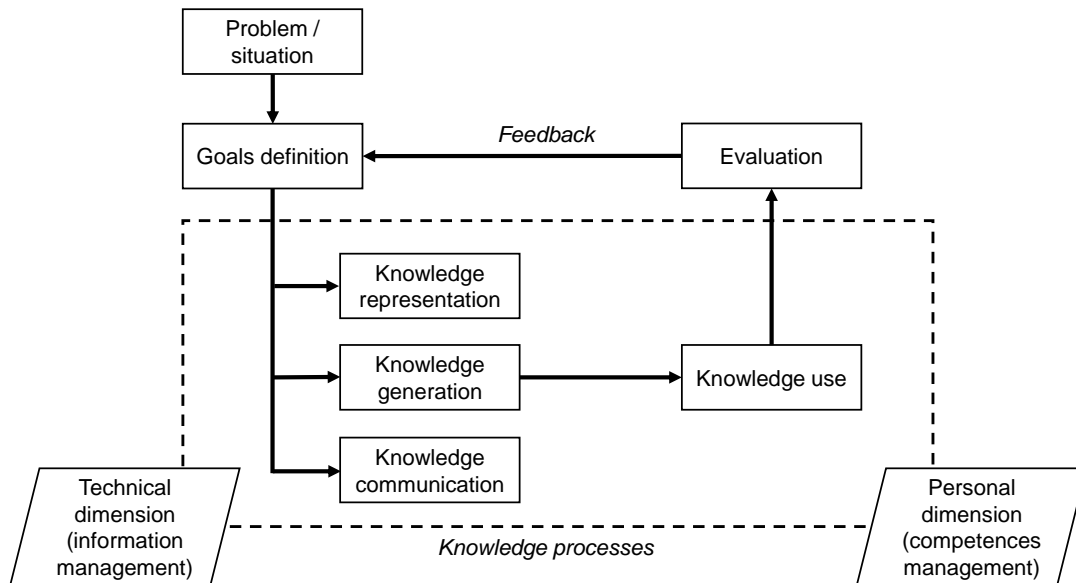 Problem /
situation
Goals definition
Feedback
Evaluation
Knowledge
representation
Knowledge
generation
Knowledge use
Knowledge
communication
Technical
dimension
(information
management)
Knowledge processes
Personal
dimension
(competences
management)